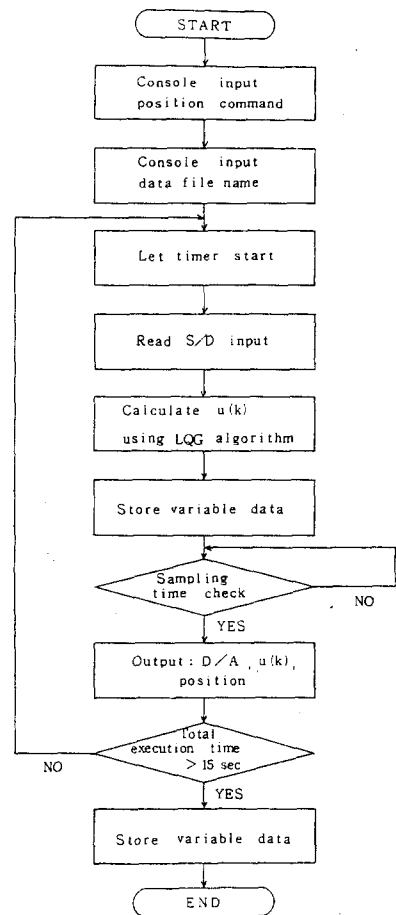 START
Console input
position command
Console input
data file name
Let timer start
Read S/D input
Calculate u(k)
using LQG algorithm
Store variable data
Sampling
time check
NO
YES
Output: D/A, u(k),
position
Total
execution time
> 15 sec
NO
YES
Store variable data
END